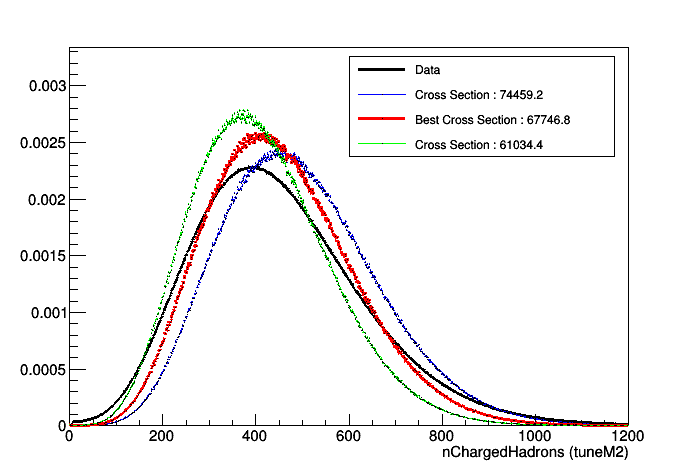 0.003
0.0025
0.002
0.0015
0.001
0.0005
0
Data
Cross Section : 74459.2
Best Cross Section : 67746.8
Cross Section : 61034.4
0 200 400 600 800 1000 1200
nChargedHadrons (tuneM2)